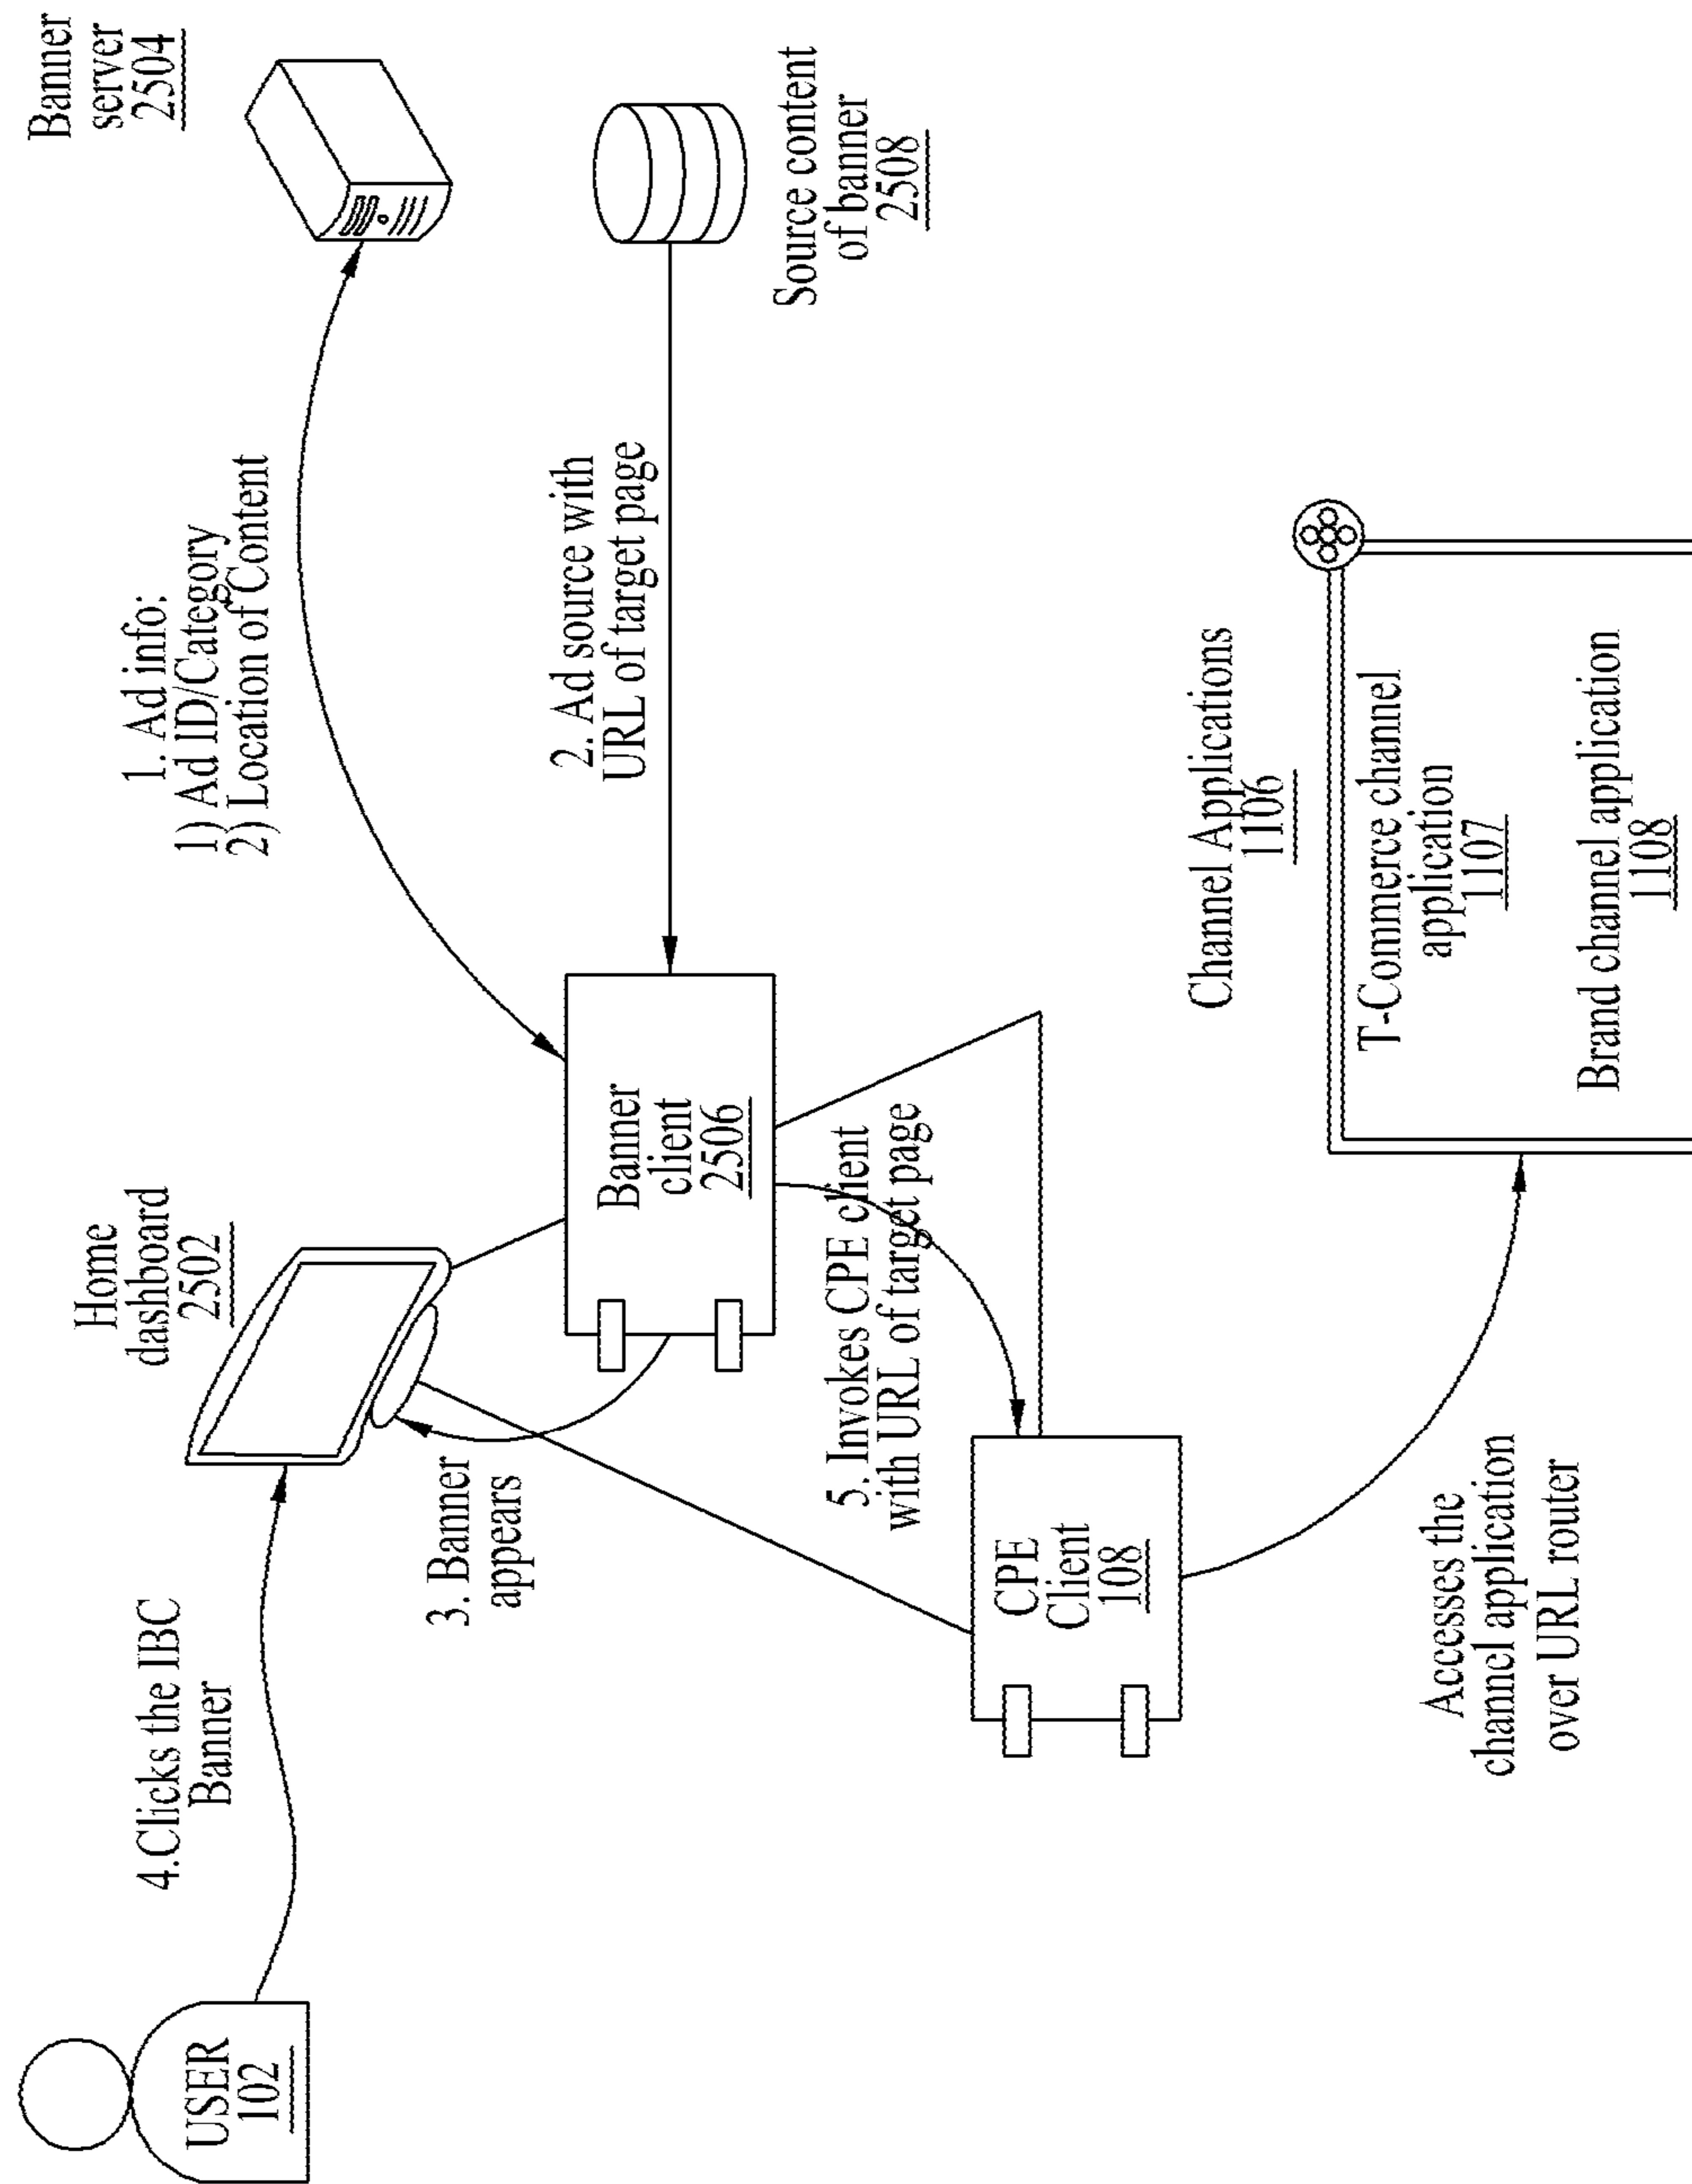 USER
102
4.Clicks the IBC
Banner
Home
dashboard
2502
3. Banner
appears
1. Ad info:
1) Ad ID/Category
2) Location of Content
Banner
server
2504
Banner
client
2506
2. Ad source with
URL of target page
Source content
of banner
2508
5. Invokes CPE client
with URL of target page
CPE
Client
108
Accesses the
channel application
over URL router
Channel Applications
1106
T-Commerce channel
application
1107
Brand channel application
1108